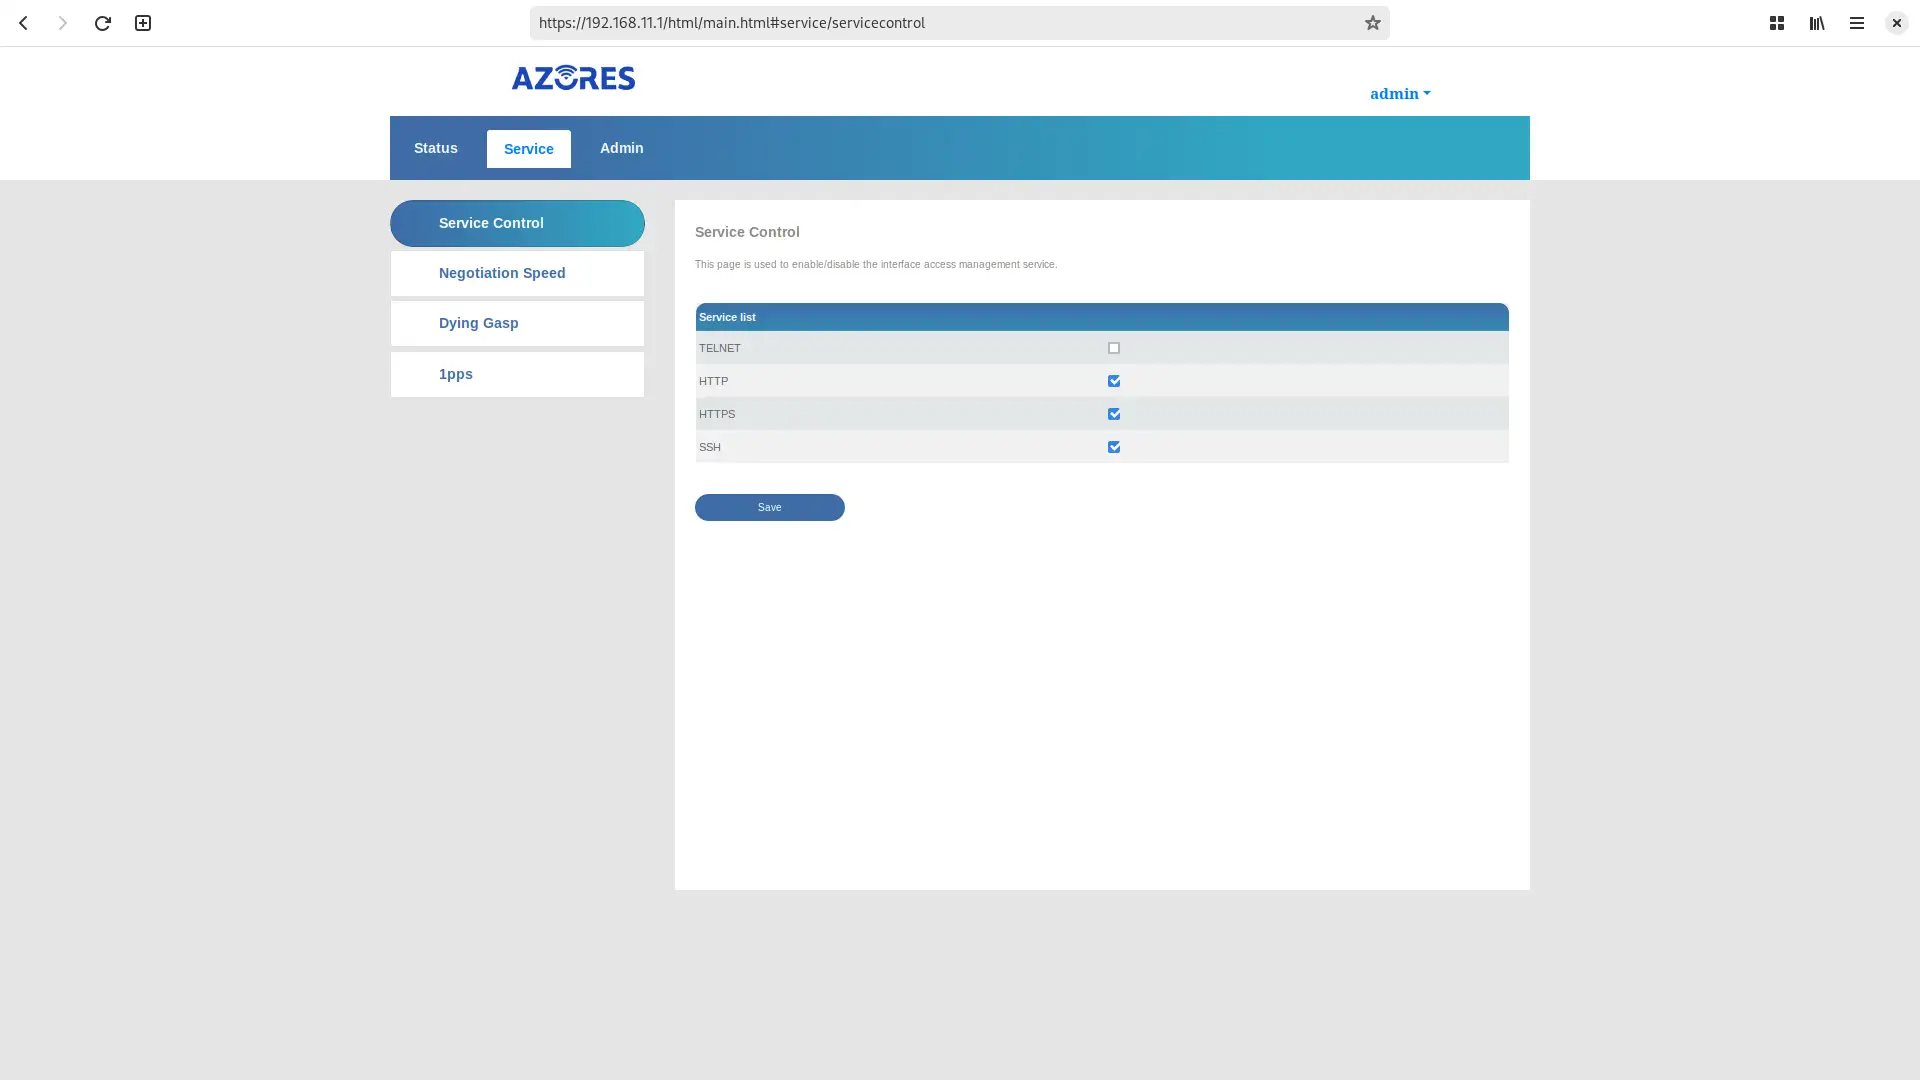 https://192.168.11.1/html/main.html#service/servicecontrol
AZORES
admin
Status
Service
Admin
Service Control
Negotiation Speed
Dying Gasp
1pps
Service Control
This page is used to enable/disable the interface access management service.
Service list
TELNET
HTTP
HTTPS
SSH
Save